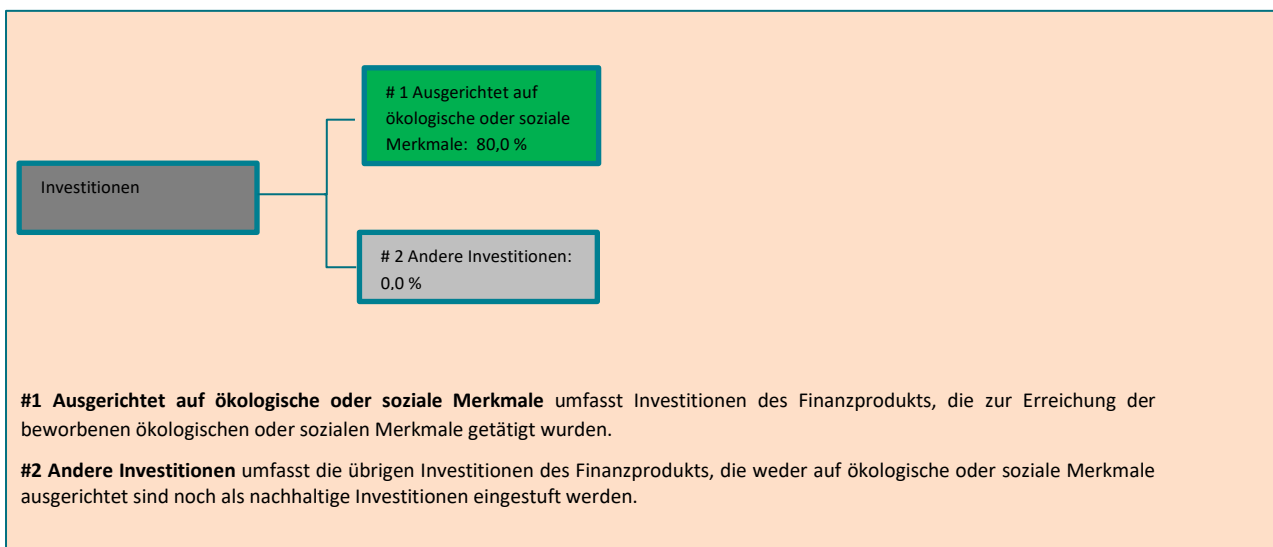 # 1 Ausgerichtet auf
ökologische oder soziale
Merkmale: 80,0 %
Investitionen
# 2 Andere Investitionen:
0,0 %
#1 Ausgerichtet auf ökologische oder soziale Merkmale umfasst Investitionen des Finanzprodukts, die zur Erreichung der
beworbenen ökologischen oder sozialen Merkmale getätigt wurden.
#2 Andere Investitionen umfasst die übrigen Investitionen des Finanzprodukts, die weder auf ökologische oder soziale Merkmale
ausgerichtet sind noch als nachhaltige Investitionen eingestuft werden.